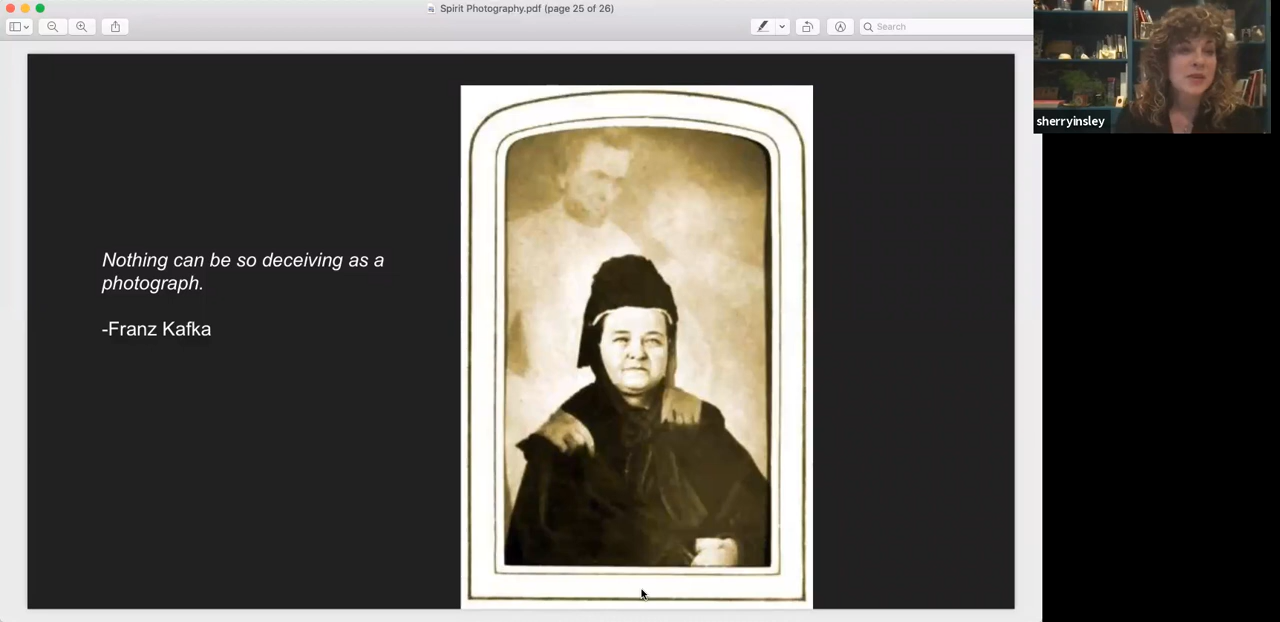 Spirit Photography.pdf (page 25 of 26)
Search
sherryinsley
Nothing can be so deceiving as a
photograph.
-Franz Kafka